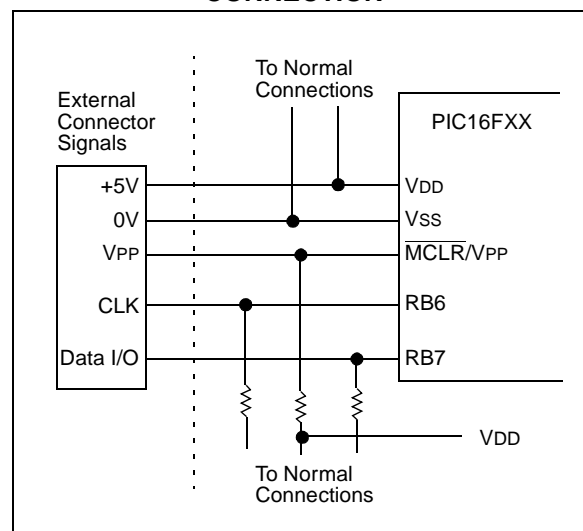 CONNECTION
To Normal
Connections
External
Connector
Signals
PIC16FXX
+5V
VDD
0V
VSS
VPP
MCLR/VPP
CLK
RB6
Data I/O
RB7
VDD
To Normal
Connections